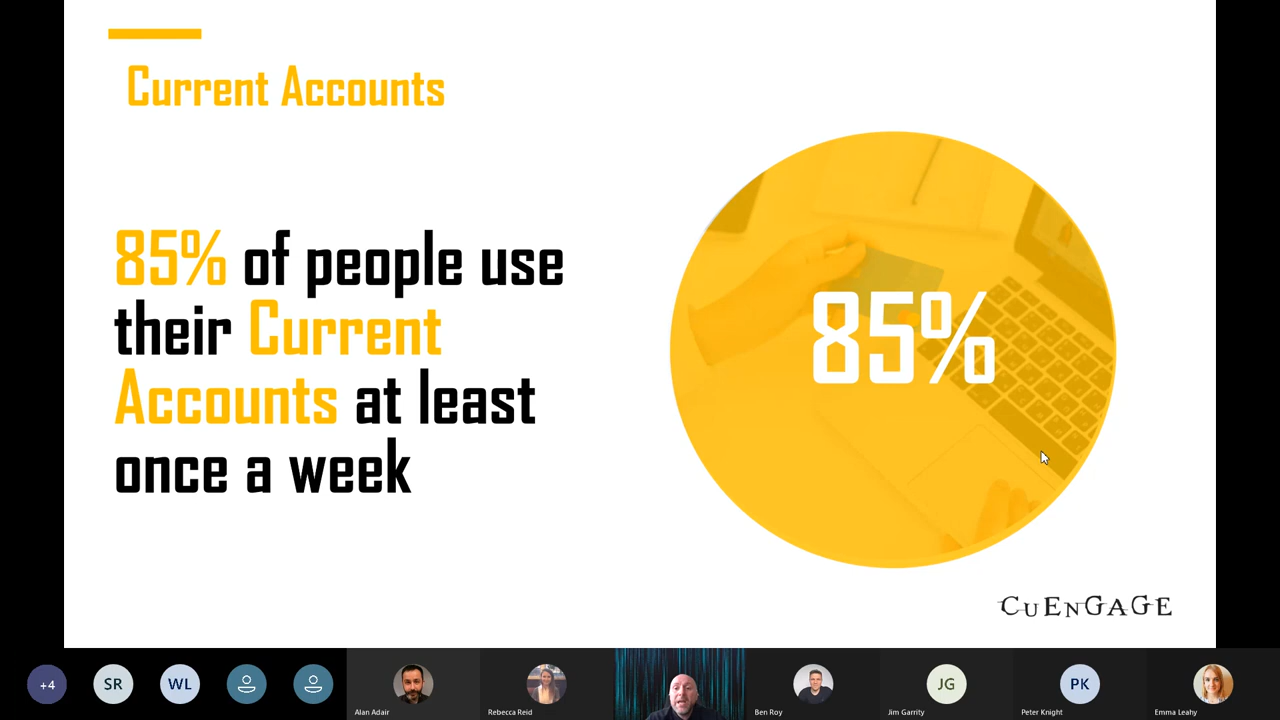 Current Accounts
85% of people use
their Current
Accounts at least
once a week
85%
CUENGAGE
+4
SR
WL
Alan Adair
Rebecca Reid
Ben Roy
JG
Jim Garrity
PK
Peter Knight
Emma Leahy